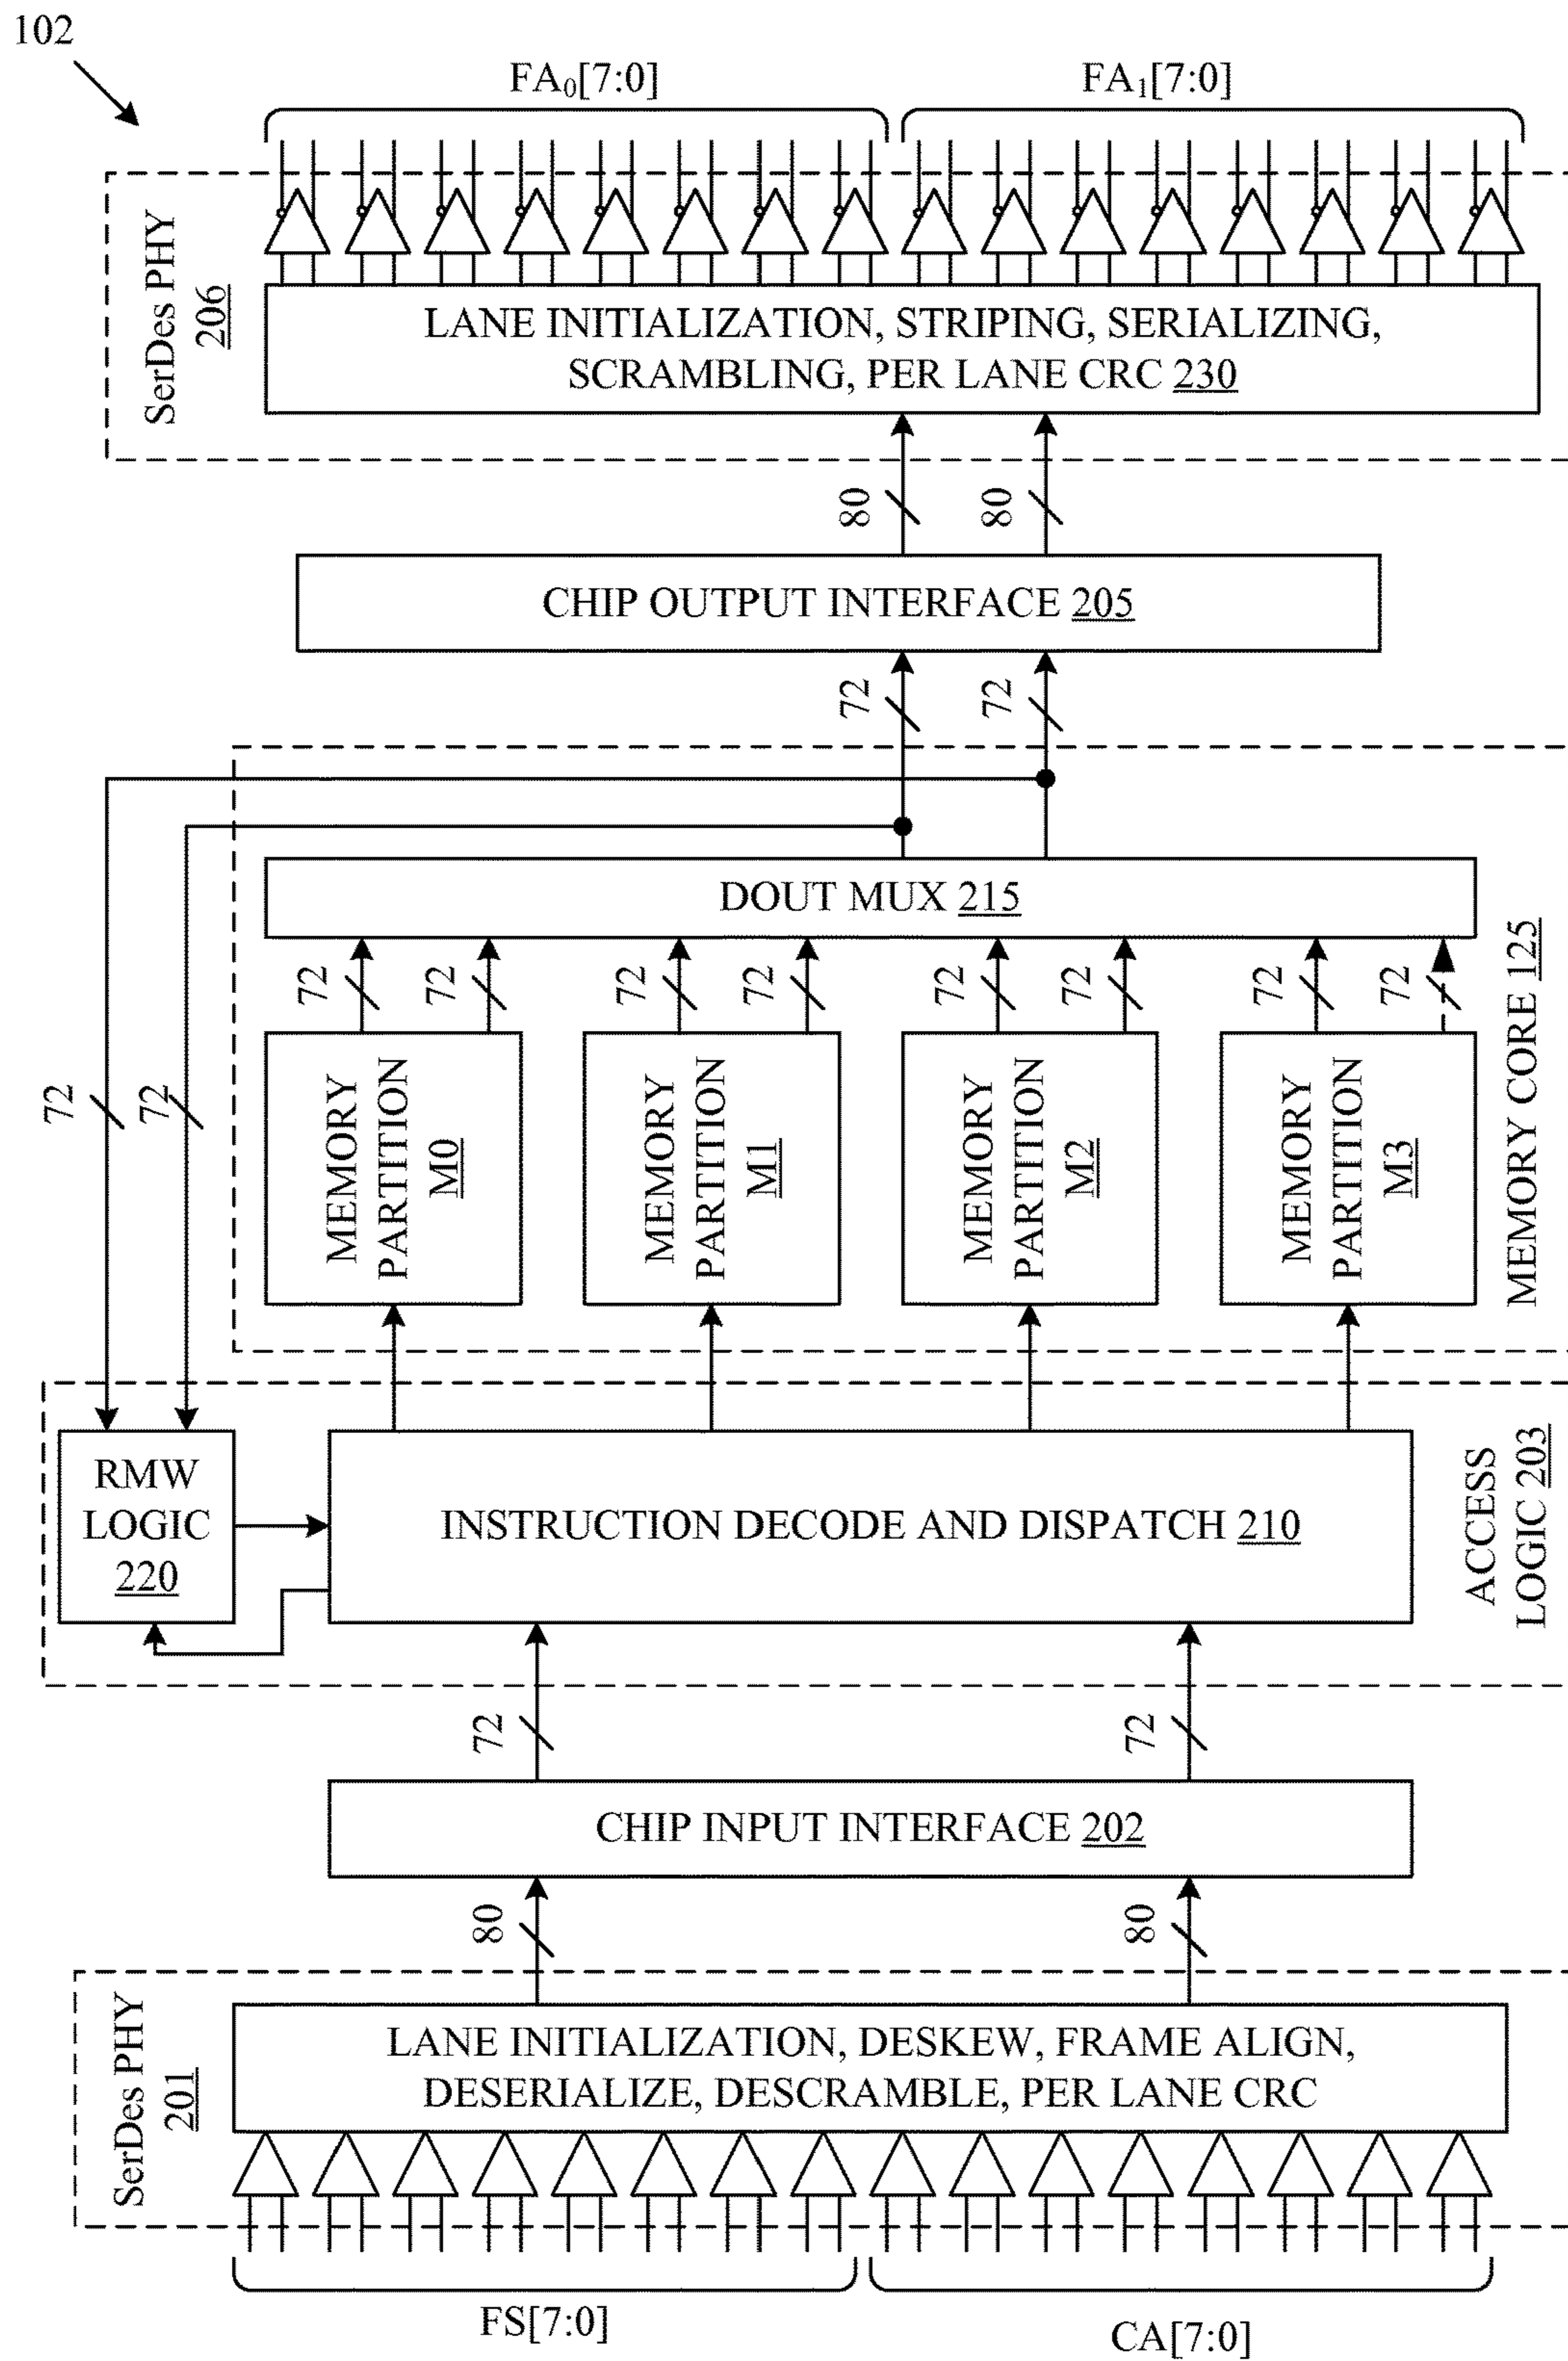 102
FA₀[7:0]
FA₁[7:0]
SerDes PHY
206
LANE INITIALIZATION, STRIPING, SERIALIZING,
SCRAMBLING, PER LANE CRC 230
80
80
CHIP OUTPUT INTERFACE 205
72
72
DOUT MUX 215
72
72
72
72
72
72
72
72
MEMORY CORE 125
72
72
MEMORY
PARTITION
M0
MEMORY
PARTITION
M1
MEMORY
PARTITION
M2
MEMORY
PARTITION
M3
RMW
LOGIC
220
INSTRUCTION DECODE AND DISPATCH 210
ACCESS
LOGIC 203
72
72
CHIP INPUT INTERFACE 202
80
80
SerDes PHY
201
LANE INITIALIZATION, DESKEW, FRAME ALIGN,
DESERIALIZE, DESCRAMBLE, PER LANE CRC
FS[7:0]
CA[7:0]